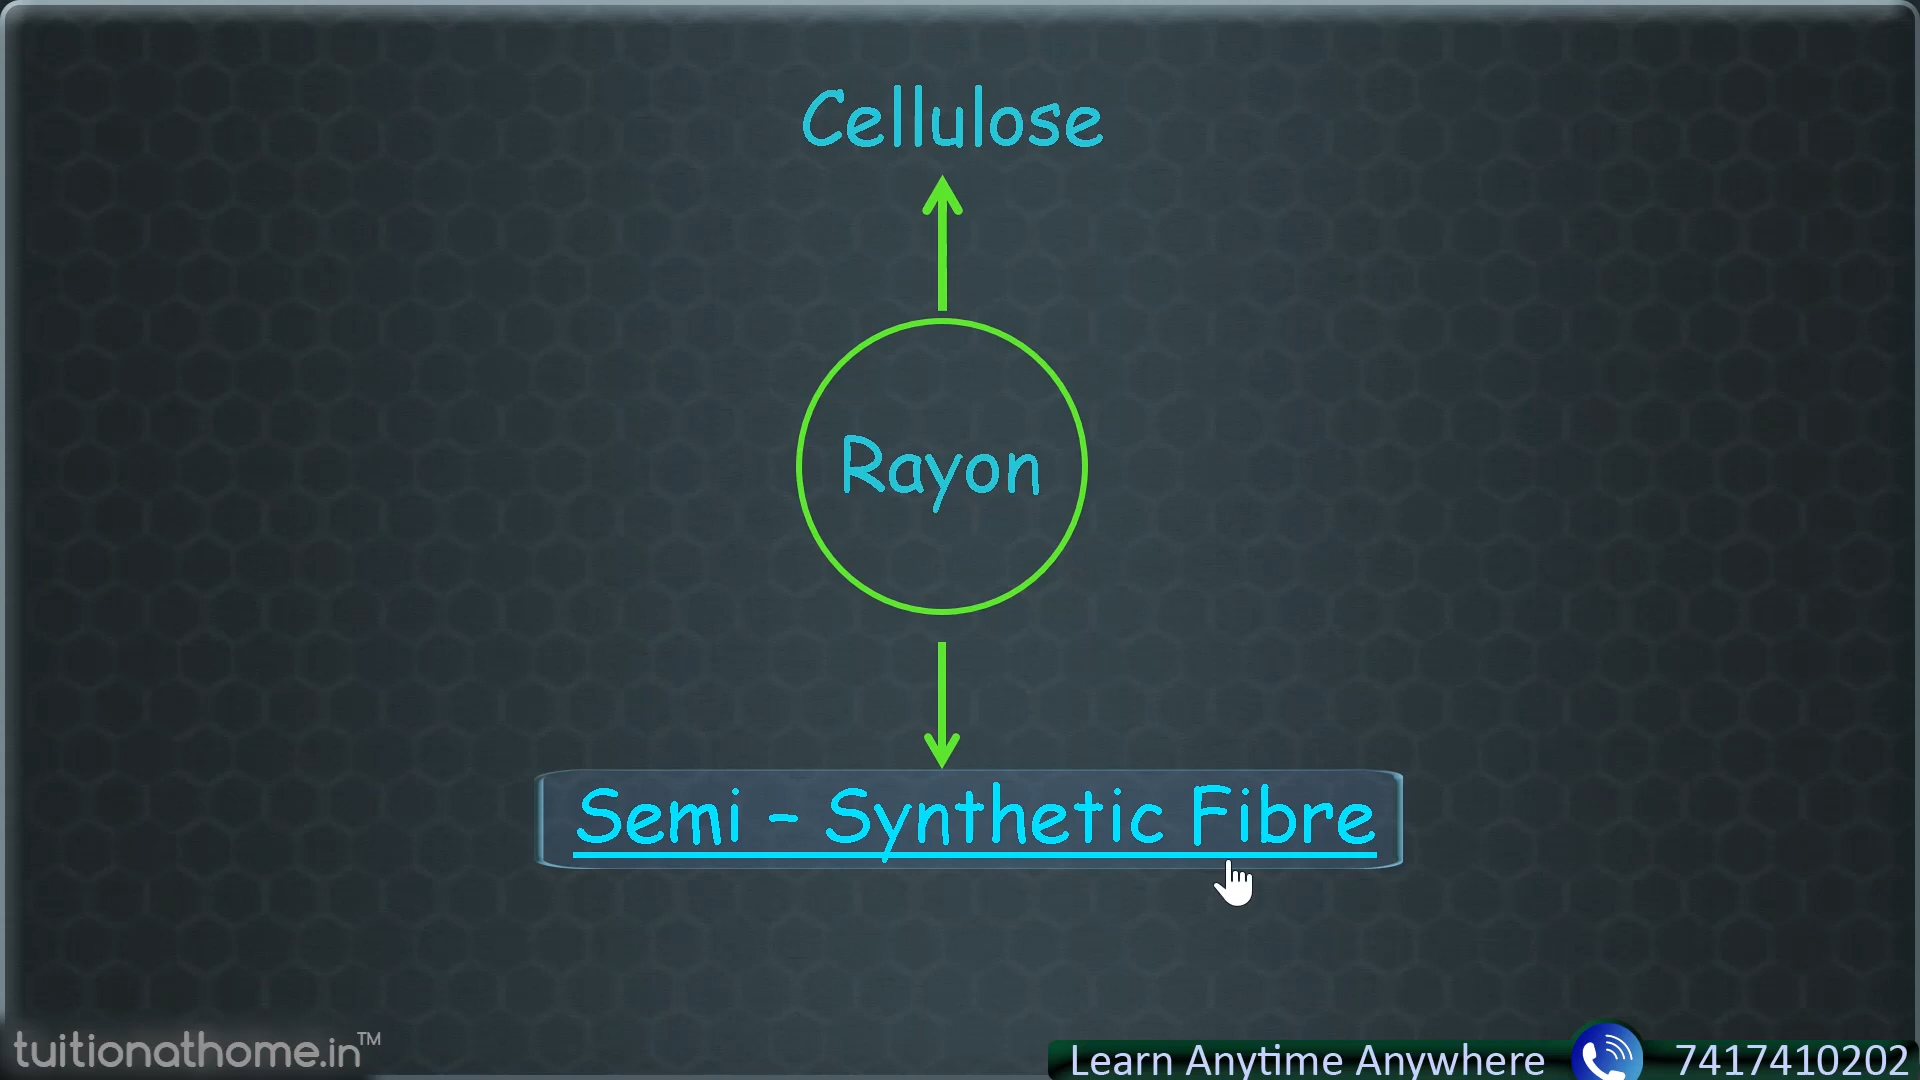 Cellulose
Rayon
Semi – Synthetic Fibre
tuitionathome.in™
Learn Anytime Anywhere 7417410202